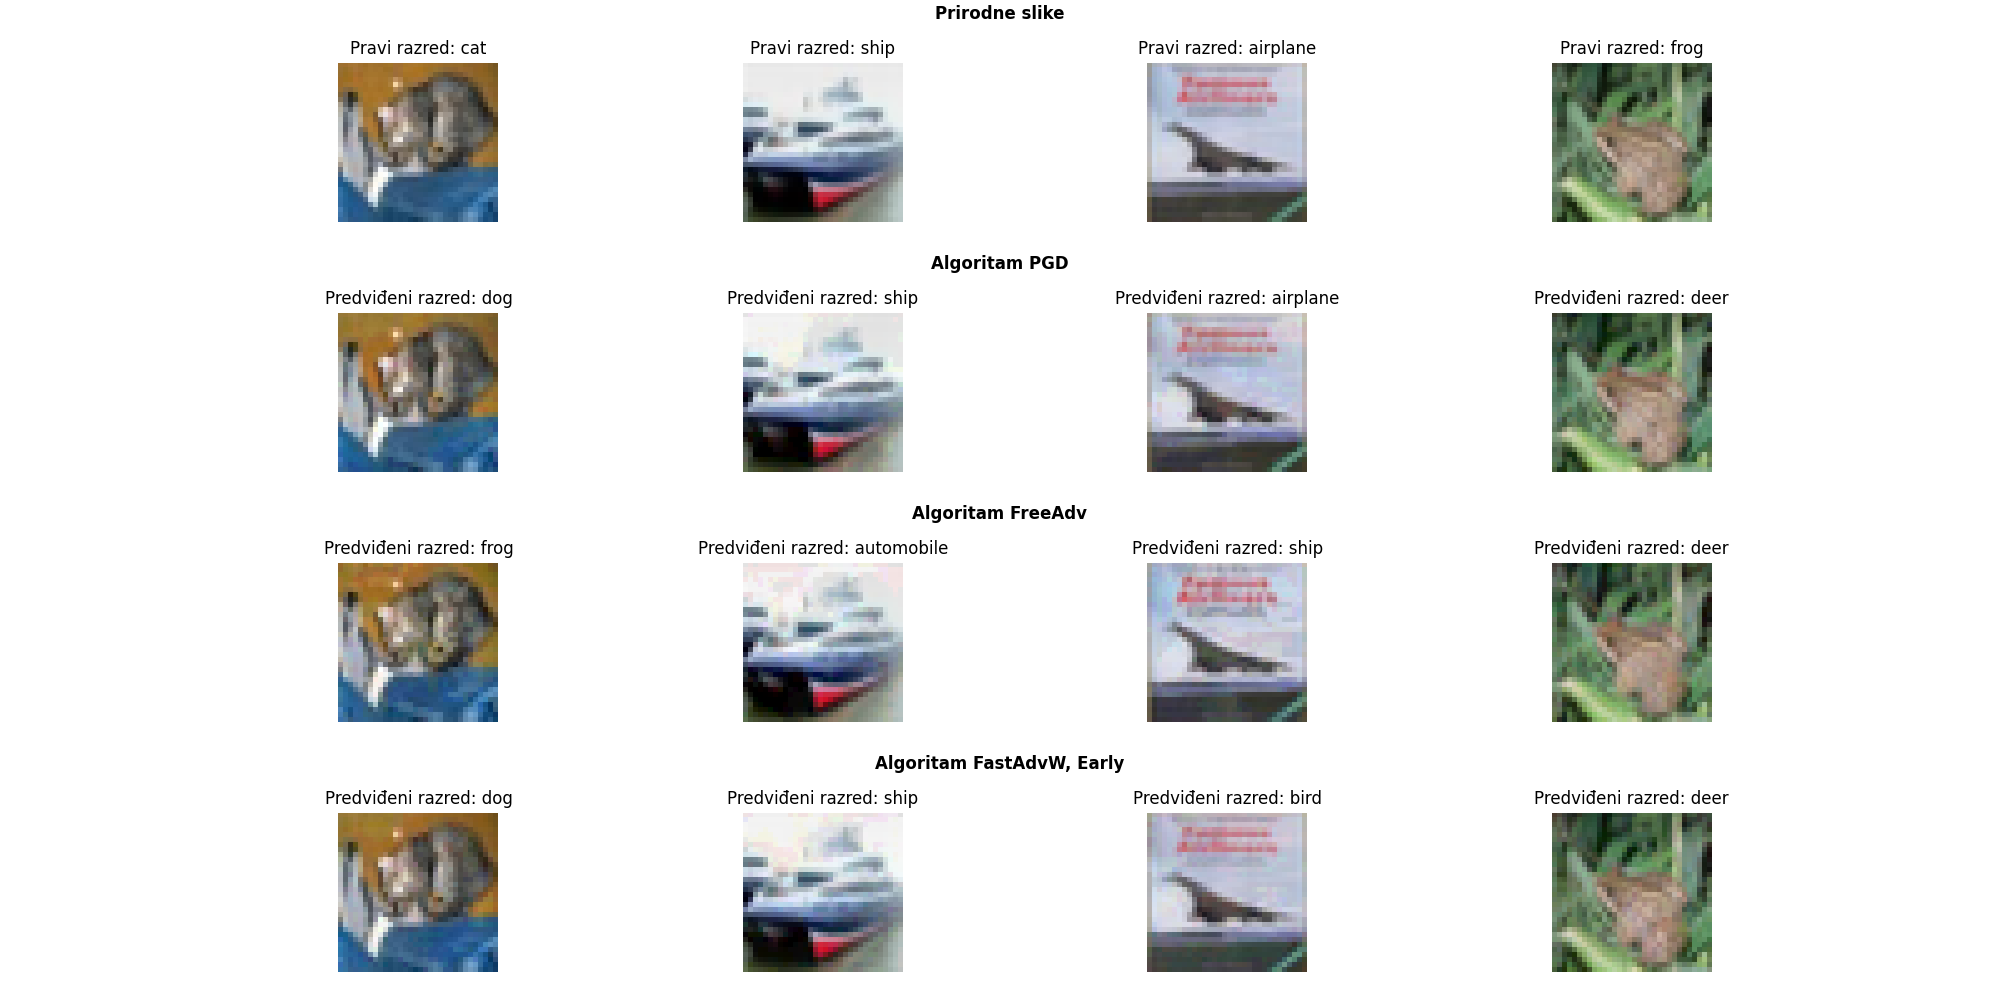 Prirodne slike
Pravi razred: cat
Pravi razred: ship
Pravi razred: airplane
Pravi razred: frog
Algoritam PGD
Predviđeni razred: dog
Predviđeni razred: ship
Predviđeni razred: airplane
Predviđeni razred: deer
Algoritam FreeAdv
Predviđeni razred: frog
Predviđeni razred: automobile
Predviđeni razred: ship
Predviđeni razred: deer
Algoritam FastAdvW, Early
Predviđeni razred: dog
Predviđeni razred: ship
Predviđeni razred: bird
Predviđeni razred: deer